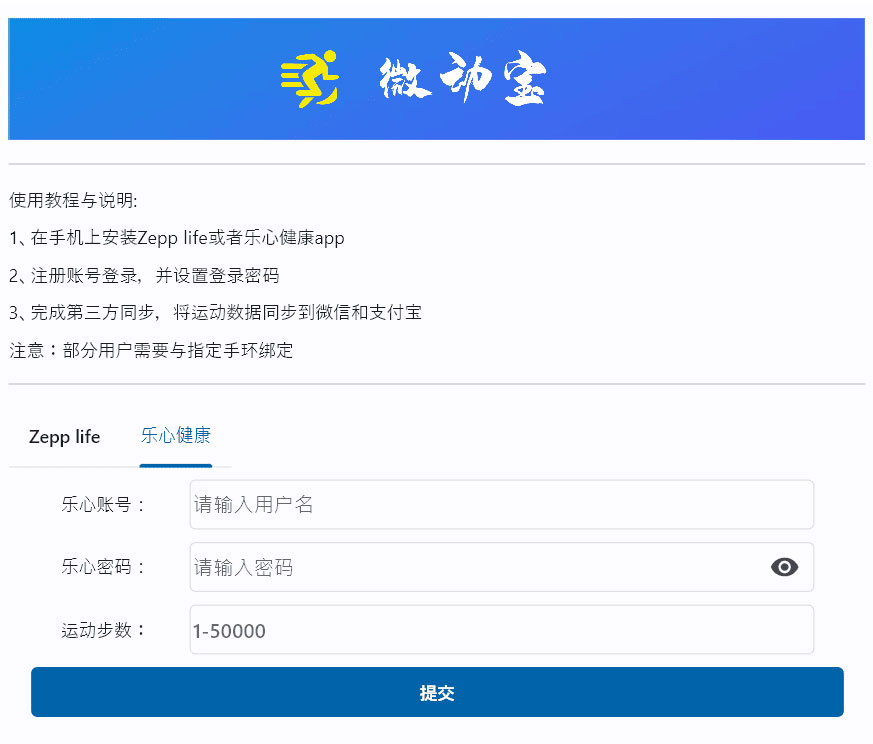 微动宝
使用教程与说明:
1、在手机上安装Zepp life或者乐心健康app
2、注册账号登录，并设置登录密码
3、完成第三方同步，将运动数据同步到微信和支付宝
注意：部分用户需要与指定手环绑定
Zepp life 乐心健康
乐心账号： 请输入用户名
乐心密码： 请输入密码
运动步数： 1-50000
提交